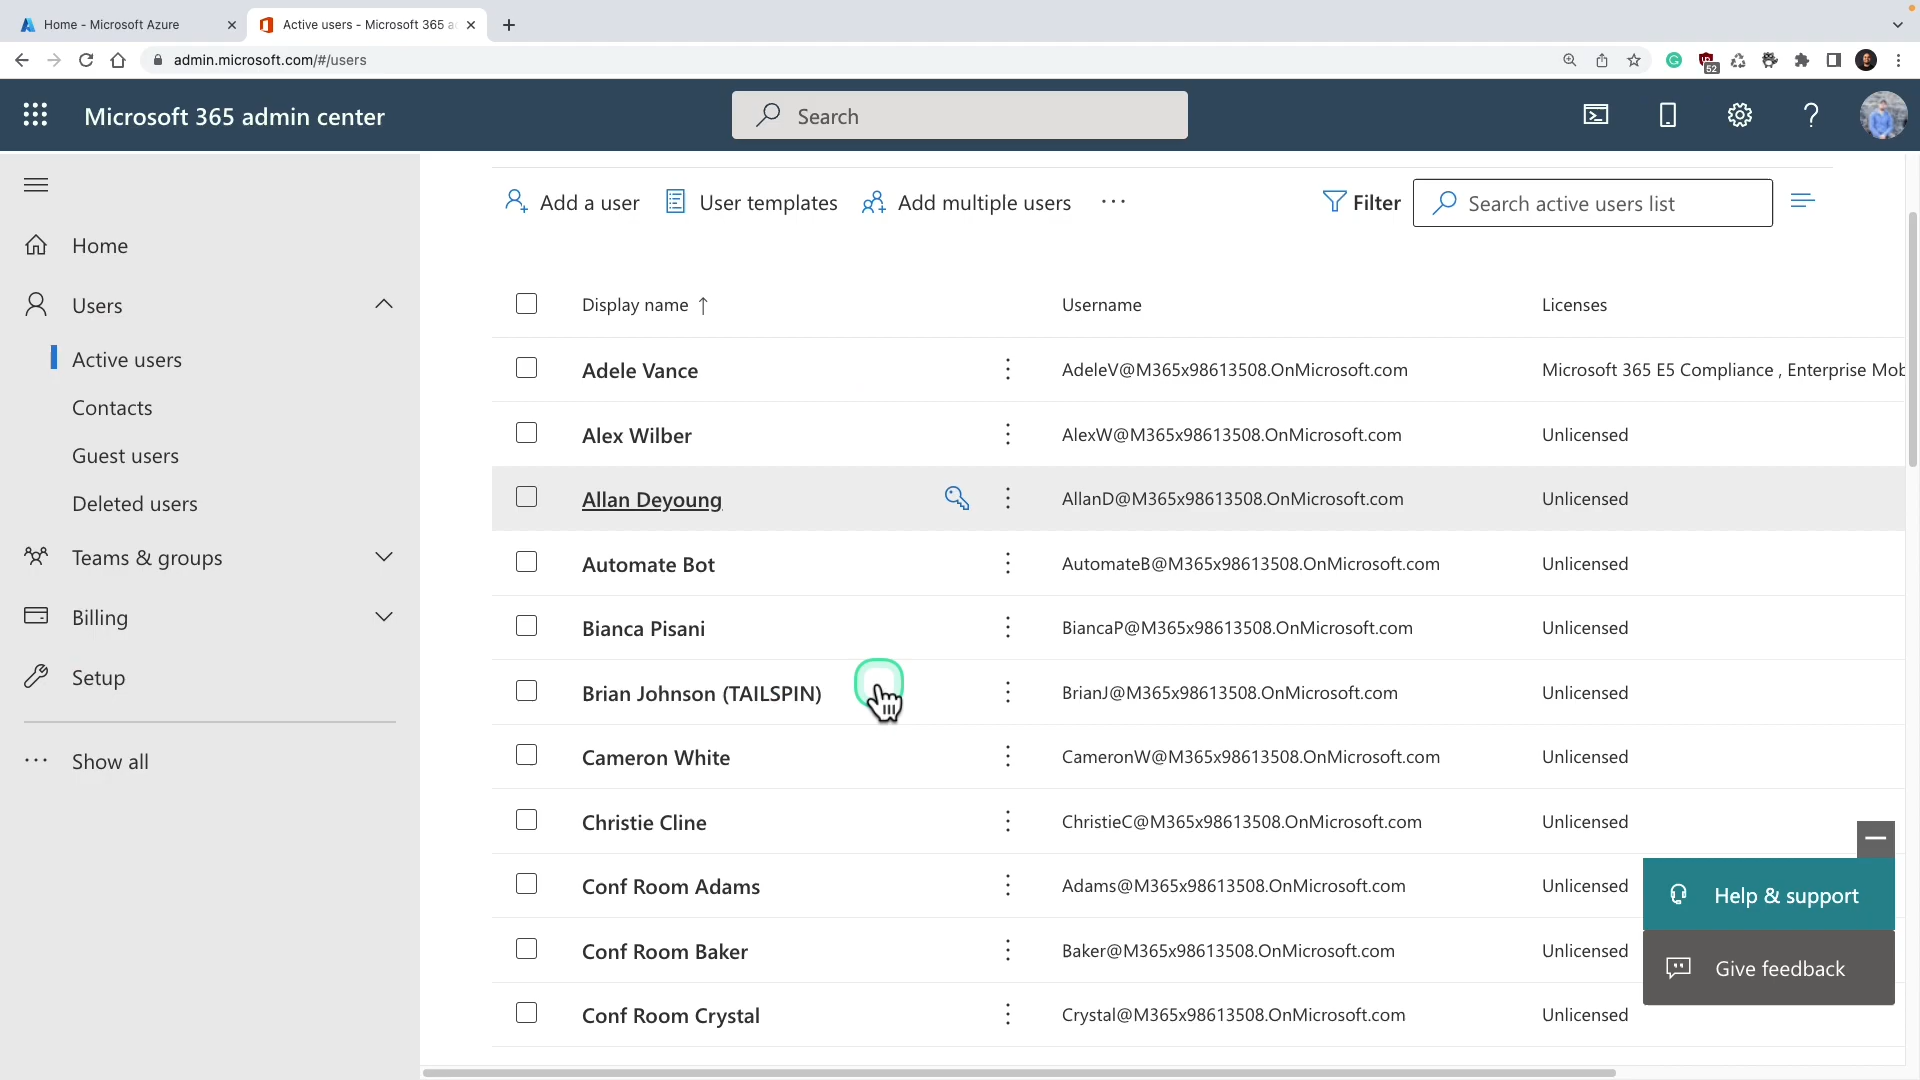 Home - Microsoft Azure
Active users - Microsoft 365 a
admin.microsoft.com/#/users
52
Microsoft 365 admin center
Search
Add a user
User templates
Add multiple users
Filter
Search active users list
Home
Users
Active users
Contacts
Guest users
Deleted users
Teams & groups
Billing
Setup
Show all
Display name ↑ Username Licenses
Adele Vance AdeleV@M365x98613508.OnMicrosoft.com Microsoft 365 E5 Compliance , Enterprise Mob
Alex Wilber AlexW@M365x98613508.OnMicrosoft.com Unlicensed
Allan Deyoung AllanD@M365x98613508.OnMicrosoft.com Unlicensed
Automate Bot AutomateB@M365x98613508.OnMicrosoft.com Unlicensed
Bianca Pisani BiancaP@M365x98613508.OnMicrosoft.com Unlicensed
Brian Johnson (TAILSPIN) BrianJ@M365x98613508.OnMicrosoft.com Unlicensed
Cameron White CameronW@M365x98613508.OnMicrosoft.com Unlicensed
Christie Cline ChristieC@M365x98613508.OnMicrosoft.com Unlicensed
Conf Room Adams Adams@M365x98613508.OnMicrosoft.com Unlicensed
Conf Room Baker Baker@M365x98613508.OnMicrosoft.com Unlicensed
Conf Room Crystal Crystal@M365x98613508.OnMicrosoft.com Unlicensed
Help & support
Give feedback